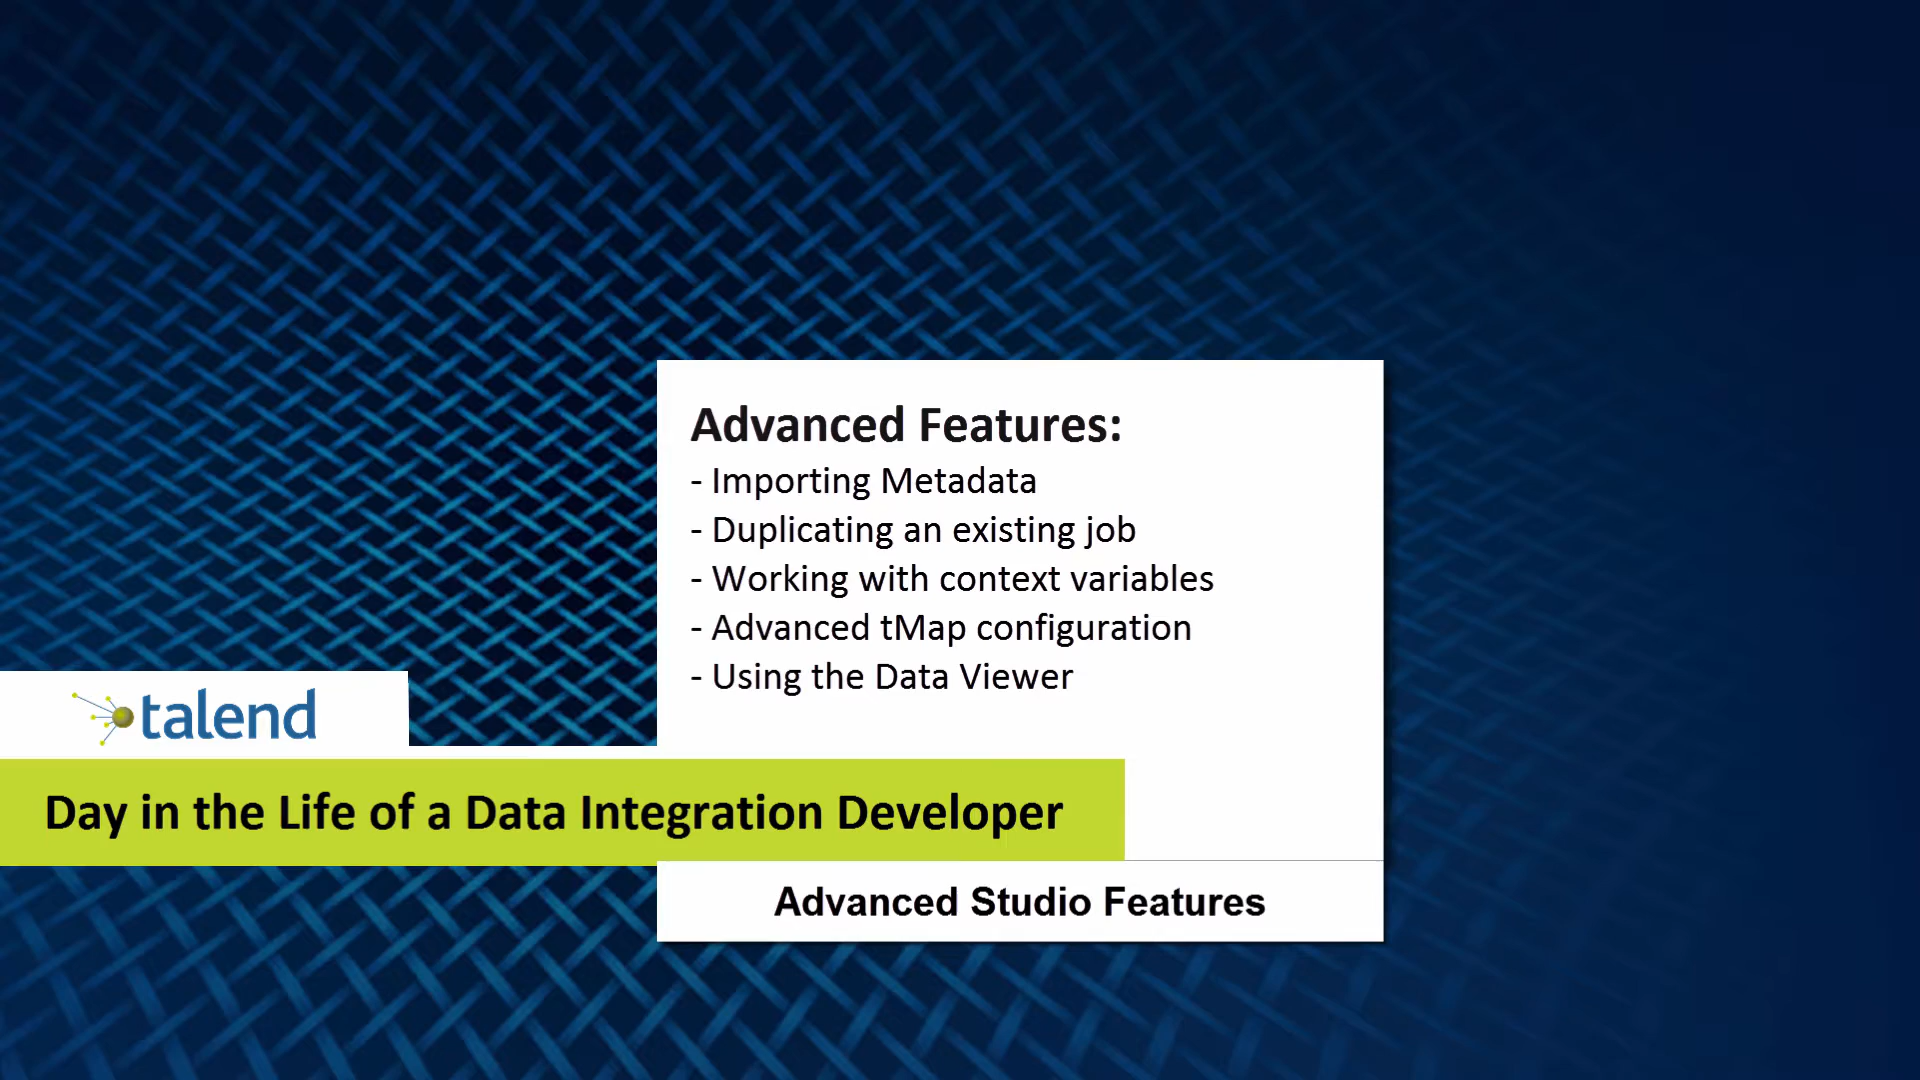 Advanced Features:
- Importing Metadata
- Duplicating an existing job
- Working with context variables
- Advanced tMap configuration
- Using the Data Viewer
talend
Day in the Life of a Data Integration Developer
Advanced Studio Features